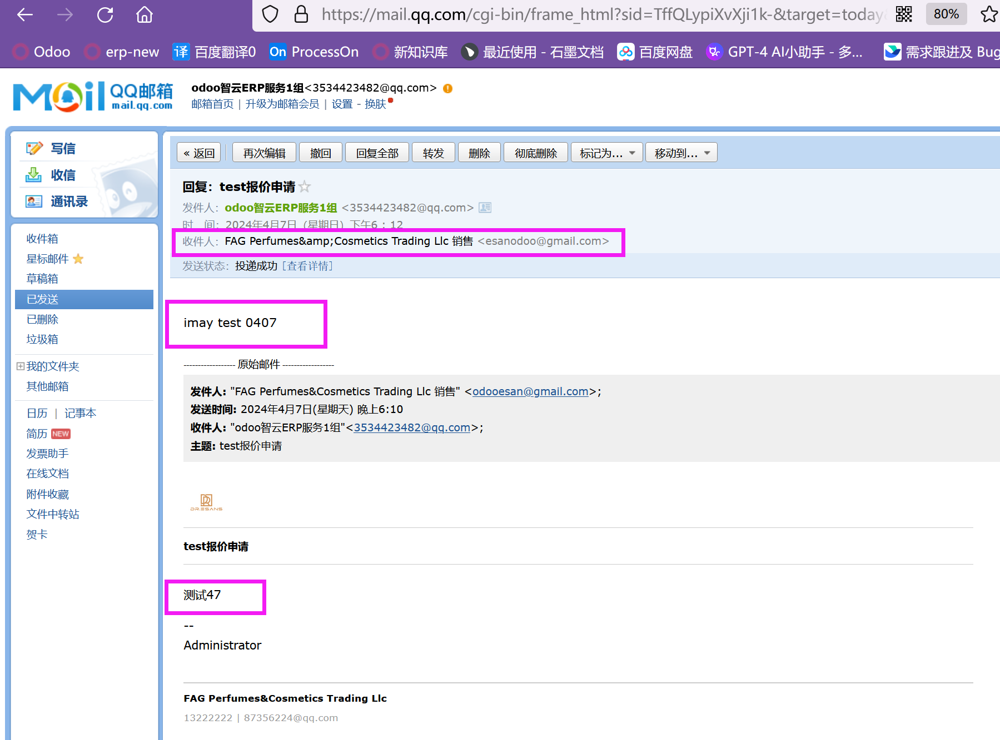 https://mail.qq.com/cgi-bin/frame_html?sid=TffQLypiXvXji1k-&target=today&
80%
Odoo
erp-new
译 百度翻译0
On ProcessOn
新知识库
最近使用 - 石墨文档
百度网盘
GPT-4 AI小助手 - 多...
需求跟进及 Bug
Mail QQ邮箱
mail.qq.com
odoo智云ERP服务1组<3534423482@qq.com>
邮箱首页 | 升级为邮箱会员 | 设置 - 换肤
写信
收信
通讯录
收件箱
星标邮件
草稿箱
已发送
已删除
垃圾箱
我的文件夹
其他邮箱
日历 | 记事本
简历 NEW
发票助手
在线文档
附件收藏
文件中转站
贺卡
« 返回
再次编辑
撤回
回复全部
转发
删除
彻底删除
标记为...
移动到...
回复：test报价申请
发件人：odoo智云ERP服务1组 <3534423482@qq.com>
时 间：2024年4月7日（星期日）下午6：12
收件人：FAG Perfumes&amp;Cosmetics Trading Llc 销售 <esanodoo@gmail.com>
发送状态：投递成功 [查看详情]
imay test 0407
------------------ 原始邮件 ------------------
发件人: "FAG Perfumes&Cosmetics Trading Llc 销售" <odooesan@gmail.com>;
发送时间: 2024年4月7日(星期天) 晚上6:10
收件人: "odoo智云ERP服务1组"<3534423482@qq.com>;
主题: test报价申请
DR.ESANS
test报价申请
测试47
--
Administrator
FAG Perfumes&Cosmetics Trading Llc
13222222 | 87356224@qq.com